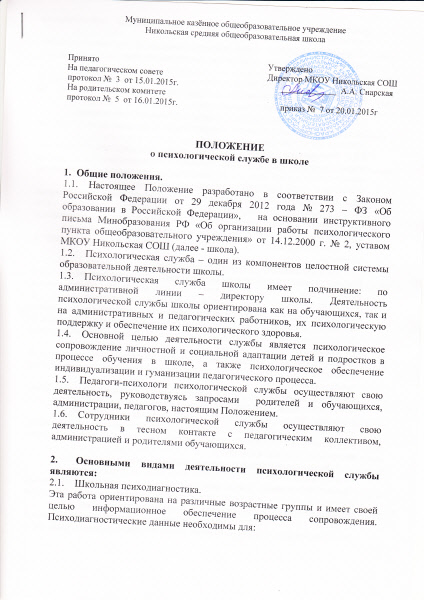 Муниципальное казённое общеобразовательное учреждение
Никольская средняя общеобразовательная школа
Принято
На педагогическом совете
протокол № 3 от 15.01.2015г.
На родительском комитете
протокол № 5 от 16.01.2015г.
Утверждено
Директор МКОУ Никольская СОШ
А.А. Снарская
приказ № 7 от 20.01.2015г
ПОЛОЖЕНИЕ
о психологической службе в школе
1. Общие положения.
1.1. Настоящее Положение разработано в соответствии с Законом
Российской Федерации от 29 декабря 2012 года № 273 – ФЗ «Об
образовании в Российской Федерации», на основании инструктивного
письма Минобразования РФ «Об организации работы психологического
пункта общеобразовательного учреждения» от 14.12.2000 г. № 2, уставом
МКОУ Никольская СОШ (далее - школа).
1.2. Психологическая служба – один из компонентов целостной системы
образовательной деятельности школы.
1.3. Психологическая служба школы имеет подчинение: по
административной линии – директору школы. Деятельность
психологической службы школы ориентирована как на обучающихся, так и
на административных и педагогических работников, их психологическую
поддержку и обеспечение их психологического здоровья.
1.4. Основной целью деятельности службы является психологическое
сопровождение личностной и социальной адаптации детей и подростков в
процессе обучения в школе, а также психологическое обеспечение
индивидуализации и гуманизации педагогического процесса.
1.5. Педагоги-психологи психологической службы осуществляют свою
деятельность, руководствуясь запросами родителей и обучающихся,
администрации, педагогов, настоящим Положением.
1.6. Сотрудники психологической службы осуществляют свою
деятельность в тесном контакте с педагогическим коллективом,
администрацией и родителями обучающихся.
2. Основными видами деятельности психологической службы
являются:
2.1. Школьная психодиагностика.
Эта работа ориентирована на различные возрастные группы и имеет своей
целью информационное обеспечение процесса сопровождения.
Психодиагностические данные необходимы для: